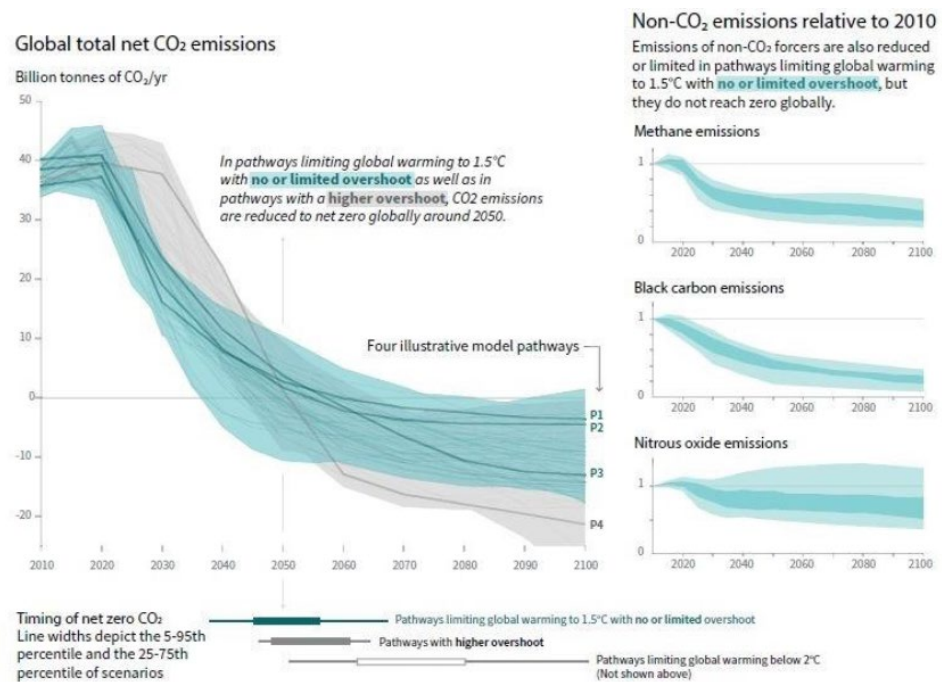 Global total net CO₂ emissions
Billion tonnes of CO₂/yr
50
40
30
20
10
0
-10
-20
2010
2020
2030
2040
2050
2060
2070
2080
2090
2100
In pathways limiting global warming to 1.5°C
with no or limited overshoot as well as in
pathways with a higher overshoot, CO2 emissions
are reduced to net zero globally around 2050.
Four illustrative model pathways
P1
P2
P3
P4
Timing of net zero CO₂
Line widths depict the 5-95th
percentile and the 25-75th
percentile of scenarios
Pathways limiting global warming to 1.5°C with no or limited overshoot
Pathways with higher overshoot
Pathways limiting global warming below 2°C
(Not shown above)
Non-CO₂ emissions relative to 2010
Emissions of non-CO₂ forcers are also reduced
or limited in pathways limiting global warming
to 1.5°C with no or limited overshoot, but
they do not reach zero globally.
Methane emissions
1
0
2020
2040
2060
2080
2100
Black carbon emissions
1
0
2020
2040
2060
2080
2100
Nitrous oxide emissions
1
0
2020
2040
2060
2080
2100